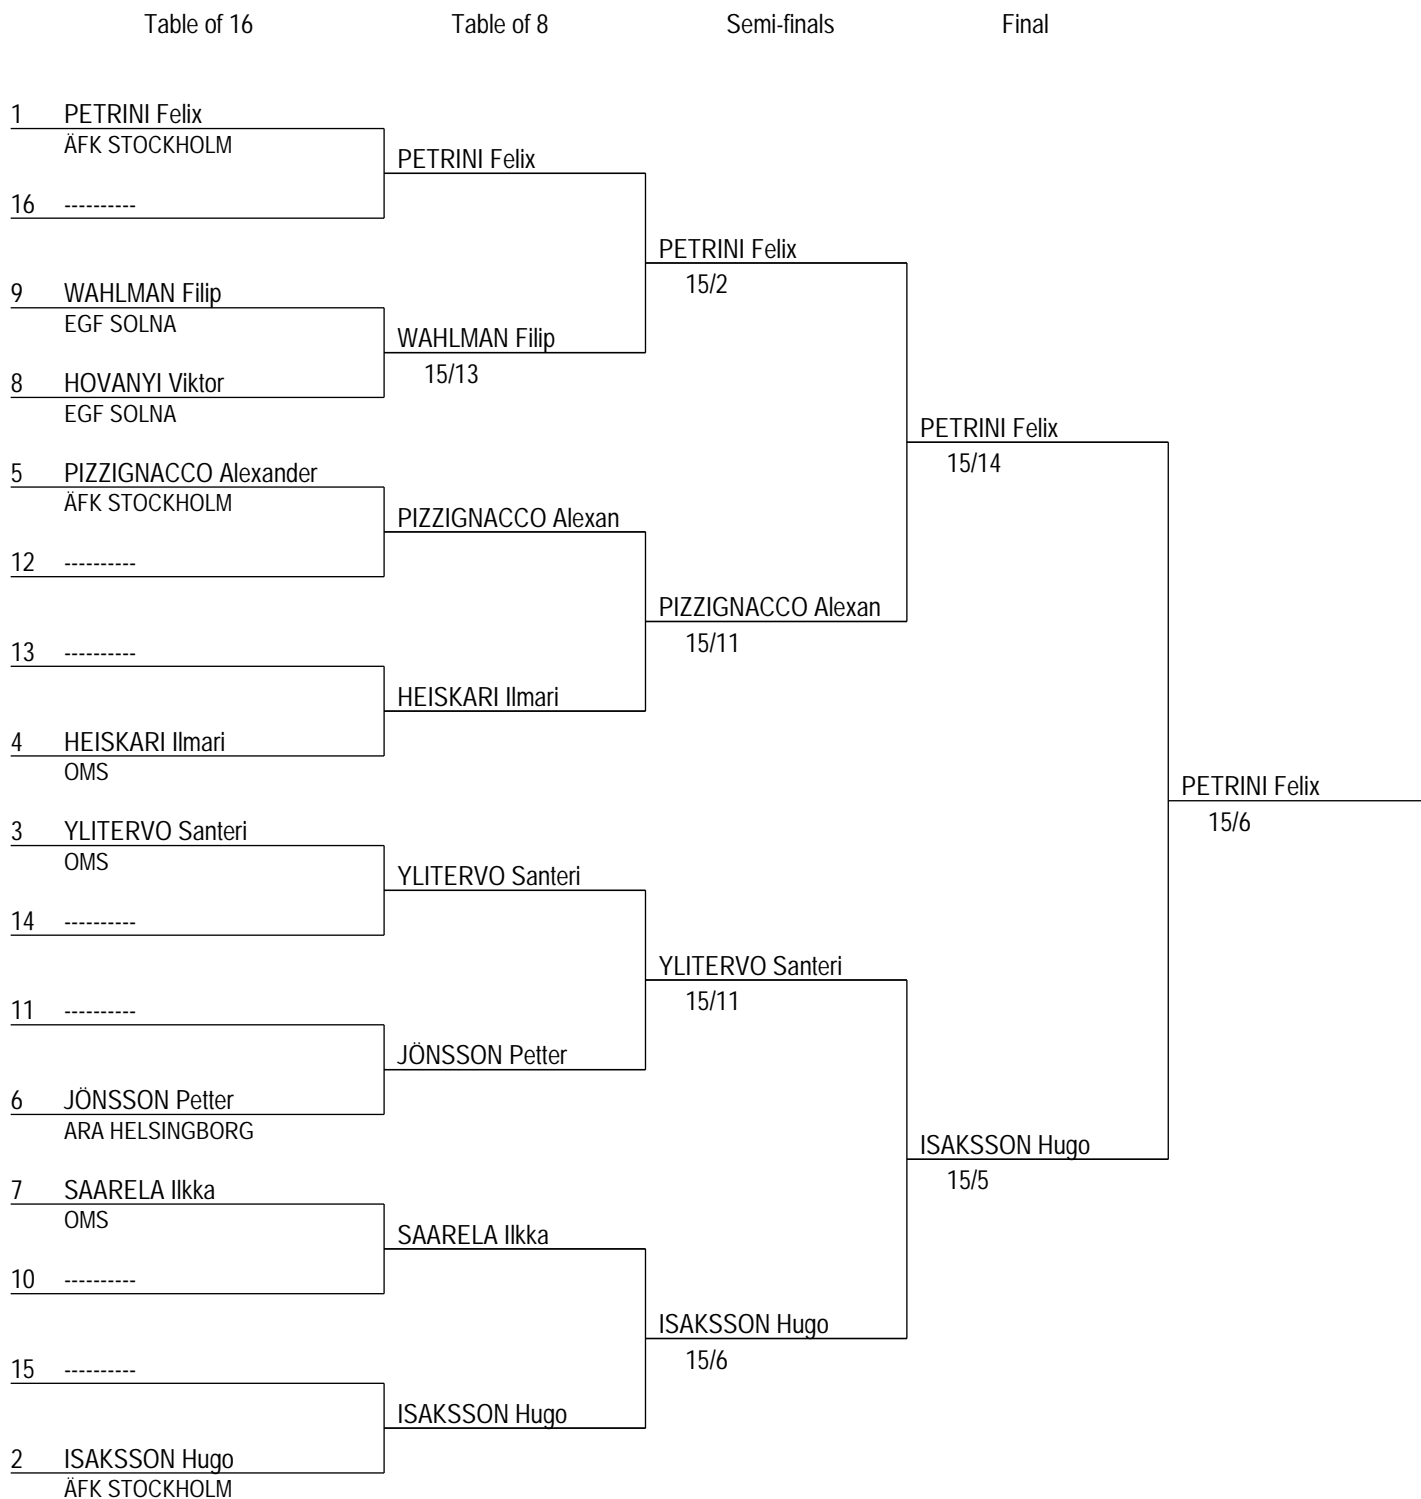 Table of 16 Table of 8 Semi-finals Final
1 PETRINI Felix
ÄFK STOCKHOLM
PETRINI Felix
16 ----------
PETRINI Felix
15/2
9 WAHLMAN Filip
EGF SOLNA
WAHLMAN Filip
15/13
8 HOVANYI Viktor
EGF SOLNA
PETRINI Felix
15/14
5 PIZZIGNACCO Alexander
ÄFK STOCKHOLM
PIZZIGNACCO Alexan
12 ----------
PIZZIGNACCO Alexan
15/11
13 ----------
HEISKARI Ilmari
4 HEISKARI Ilmari
OMS
PETRINI Felix
15/6
3 YLITERVO Santeri
OMS
YLITERVO Santeri
14 ----------
YLITERVO Santeri
15/11
11 ----------
JÖNSSON Petter
6 JÖNSSON Petter
ARA HELSINGBORG
ISAKSSON Hugo
15/5
7 SAARELA Ilkka
OMS
SAARELA Ilkka
10 ----------
ISAKSSON Hugo
15/6
15 ----------
ISAKSSON Hugo
2 ISAKSSON Hugo
ÄFK STOCKHOLM